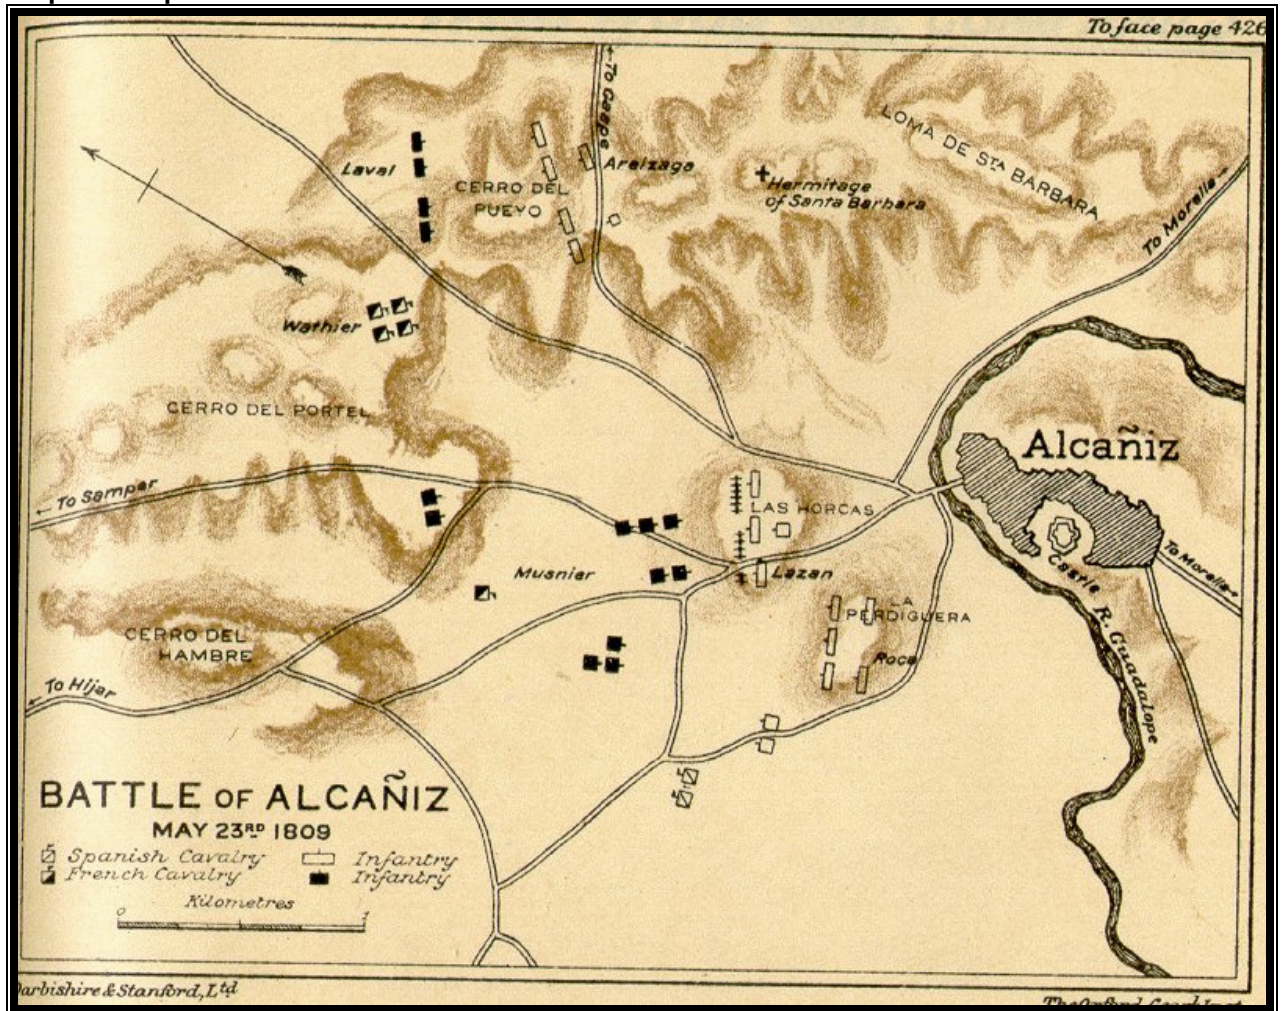 To face page 426
To Caspe
Laval
CERRO DEL
PUEYO
Areizaga
Hermitage
of Santa Barbara
LOMA DE STA BARBARA
To Morella
Wathier
CERRO DEL PORTEL
To Samper
Alcañiz
LAS HORCAS
Musnier
Lazan
Castle
To Morella
LA
PERDIGUERA
Roca
R. Guadalope
CERRO DEL
HAMBRE
To Hijar
BATTLE OF ALCAÑIZ
MAY 23RD 1809
Spanish Cavalry Infantry
French Cavalry Infantry
Kilometres
0 1
Darbishire & Stanford, Ltd